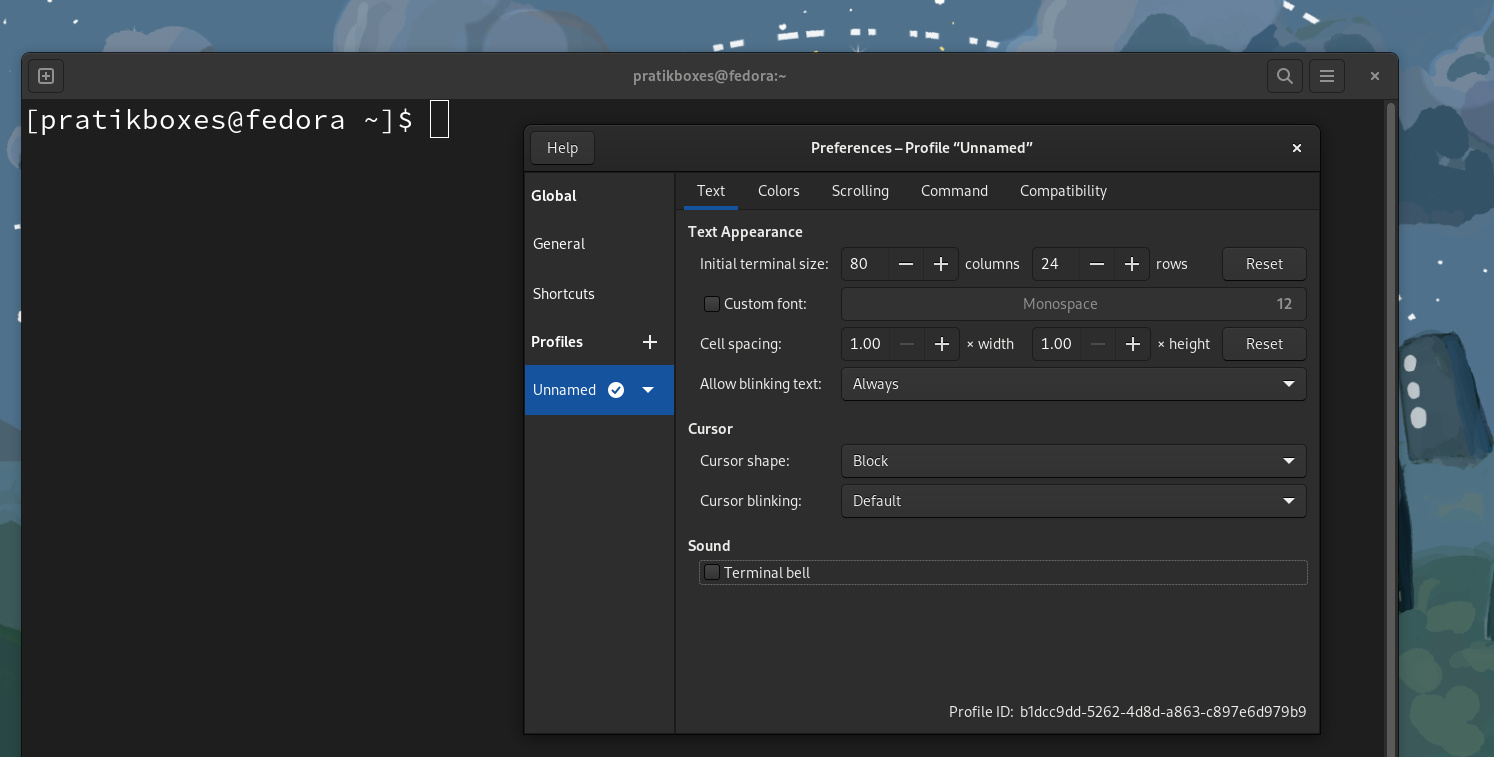 pratikboxes@fedora:~
[pratikboxes@fedora ~]$
Help
Preferences – Profile “Unnamed”
Global
General
Shortcuts
Profiles
Unnamed
Text Colors Scrolling Command Compatibility
Text Appearance
Initial terminal size: 80 columns 24 rows Reset
Custom font: Monospace 12
Cell spacing: 1.00 × width 1.00 × height Reset
Allow blinking text: Always
Cursor
Cursor shape: Block
Cursor blinking: Default
Sound
Terminal bell
Profile ID: b1dcc9dd-5262-4d8d-a863-c897e6d979b9